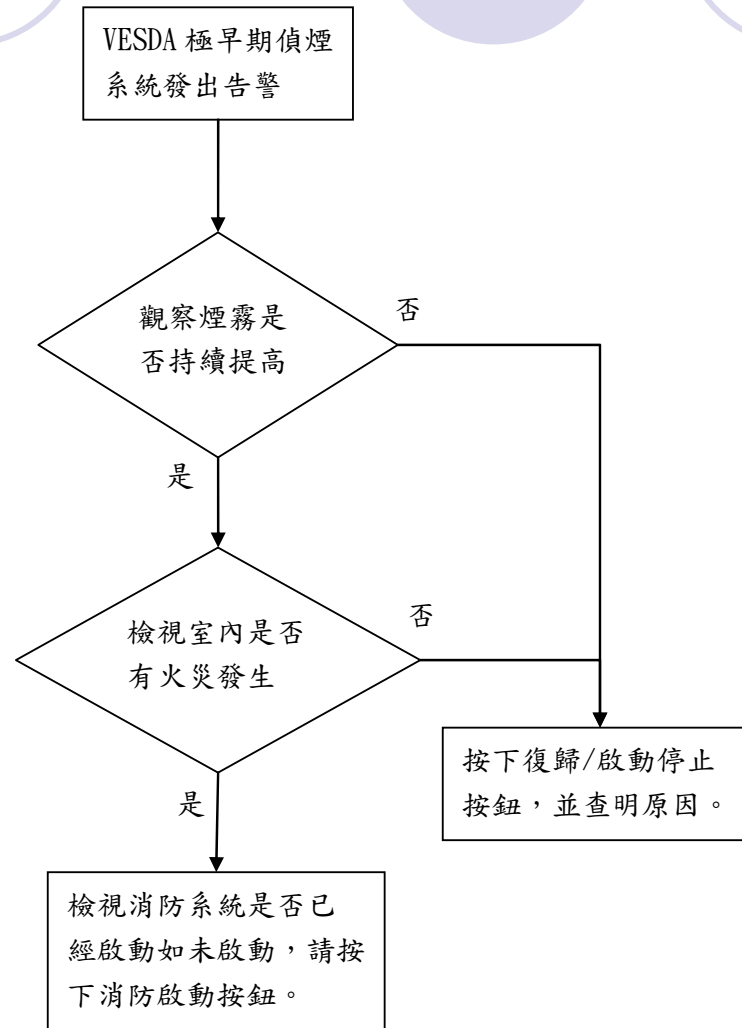 VESDA 極早期偵煙
系統發出告警
觀察煙霧是
否持續提高
否
是
檢視室內是否
有火災發生
否
按下復歸/啟動停止
按鈕，並查明原因。
是
檢視消防系統是否已
經啟動如未啟動，請按
下消防啟動按鈕。